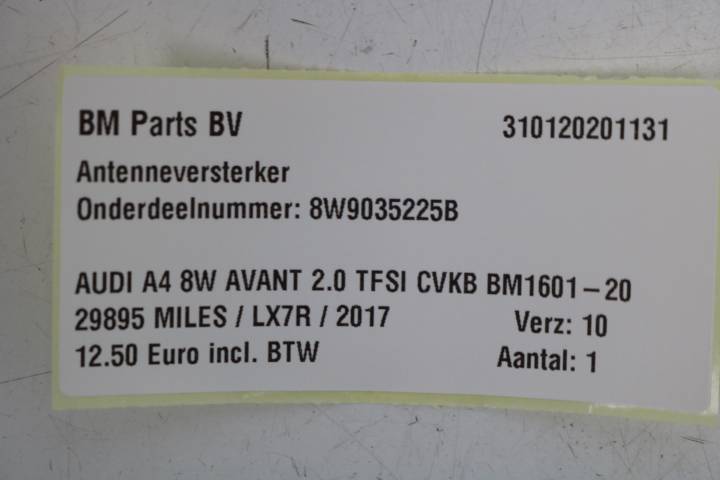 BM Parts BV 310120201131
Antenneversterker
Onderdeelnummer: 8W9035225B
AUDI A4 8W AVANT 2.0 TFSI CVKB BM1601-20
29895 MILES / LX7R / 2017 Verz: 10
12.50 Euro incl. BTW Aantal: 1